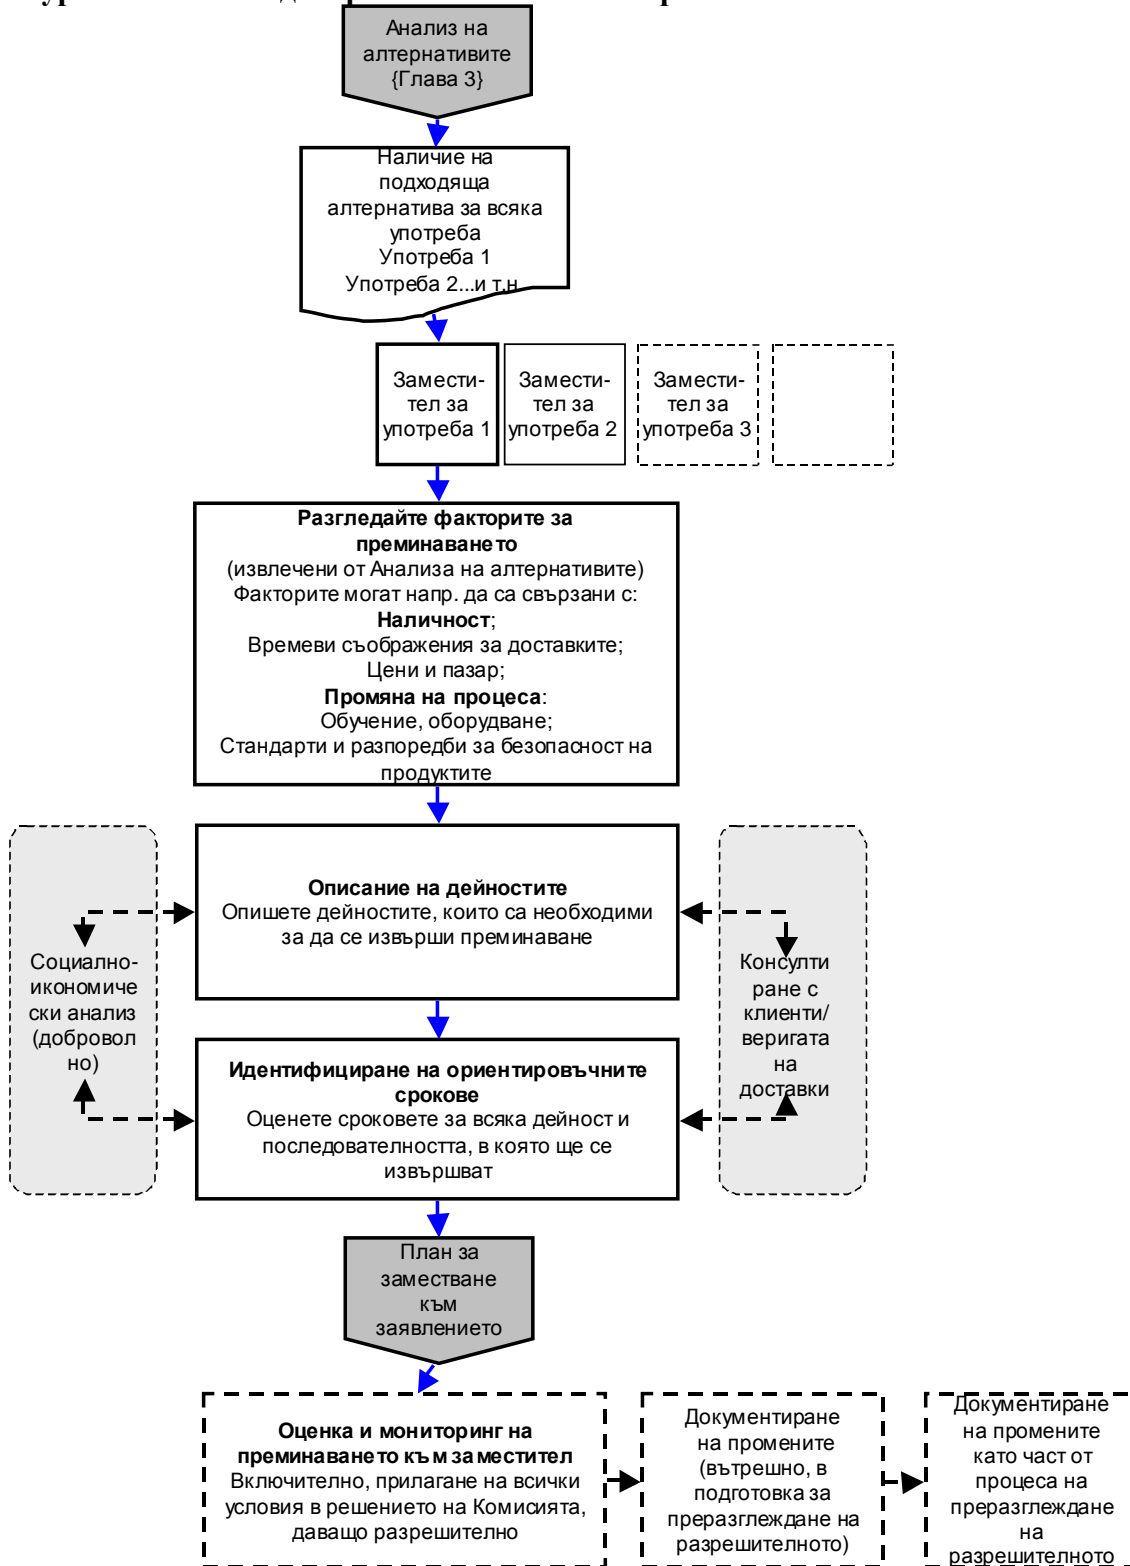 Анализ на
алтернативите
{Глава 3}
Наличие на
подходяща
алтернатива за всяка
употреба
Употреба 1
Употреба 2...и т.н
Замести-
тел за
употреба 1
Замести-
тел за
употреба 2
Замести-
тел за
употреба 3
Разгледайте факторите за
преминаването
(извлечени от Анализа на алтернативите)
Факторите могат напр. да са свързани с:
Наличност;
Времеви съображения за доставките;
Цени и пазар;
Промяна на процеса:
Обучение, оборудване;
Стандарти и разпоредби за безопасност на
продуктите
Описание на дейностите
Опишете дейностите, които са необходими
за да се извърши преминаване
Социално-
икономиче
ски анализ
(доброволно
но)
Консулти
ране с
клиенти/
веригата
на
доставки
Идентифициране на ориентировъчните
срокове
Оценете сроковете за всяка дейност и
последователността, в която ще се
извършват
План за
заместване
към
заявлението
Оценка и мониторинг на
преминаването към заместител
Включително, прилагане на всички
условия в решението на Комисията,
даващо разрешително
Документиране
на промените
(вътрешно, в
подготовка за
преразглеждане на
разрешителното)
Документиране
на промените
като част от
процеса на
преразглеждане
на
разрешителното